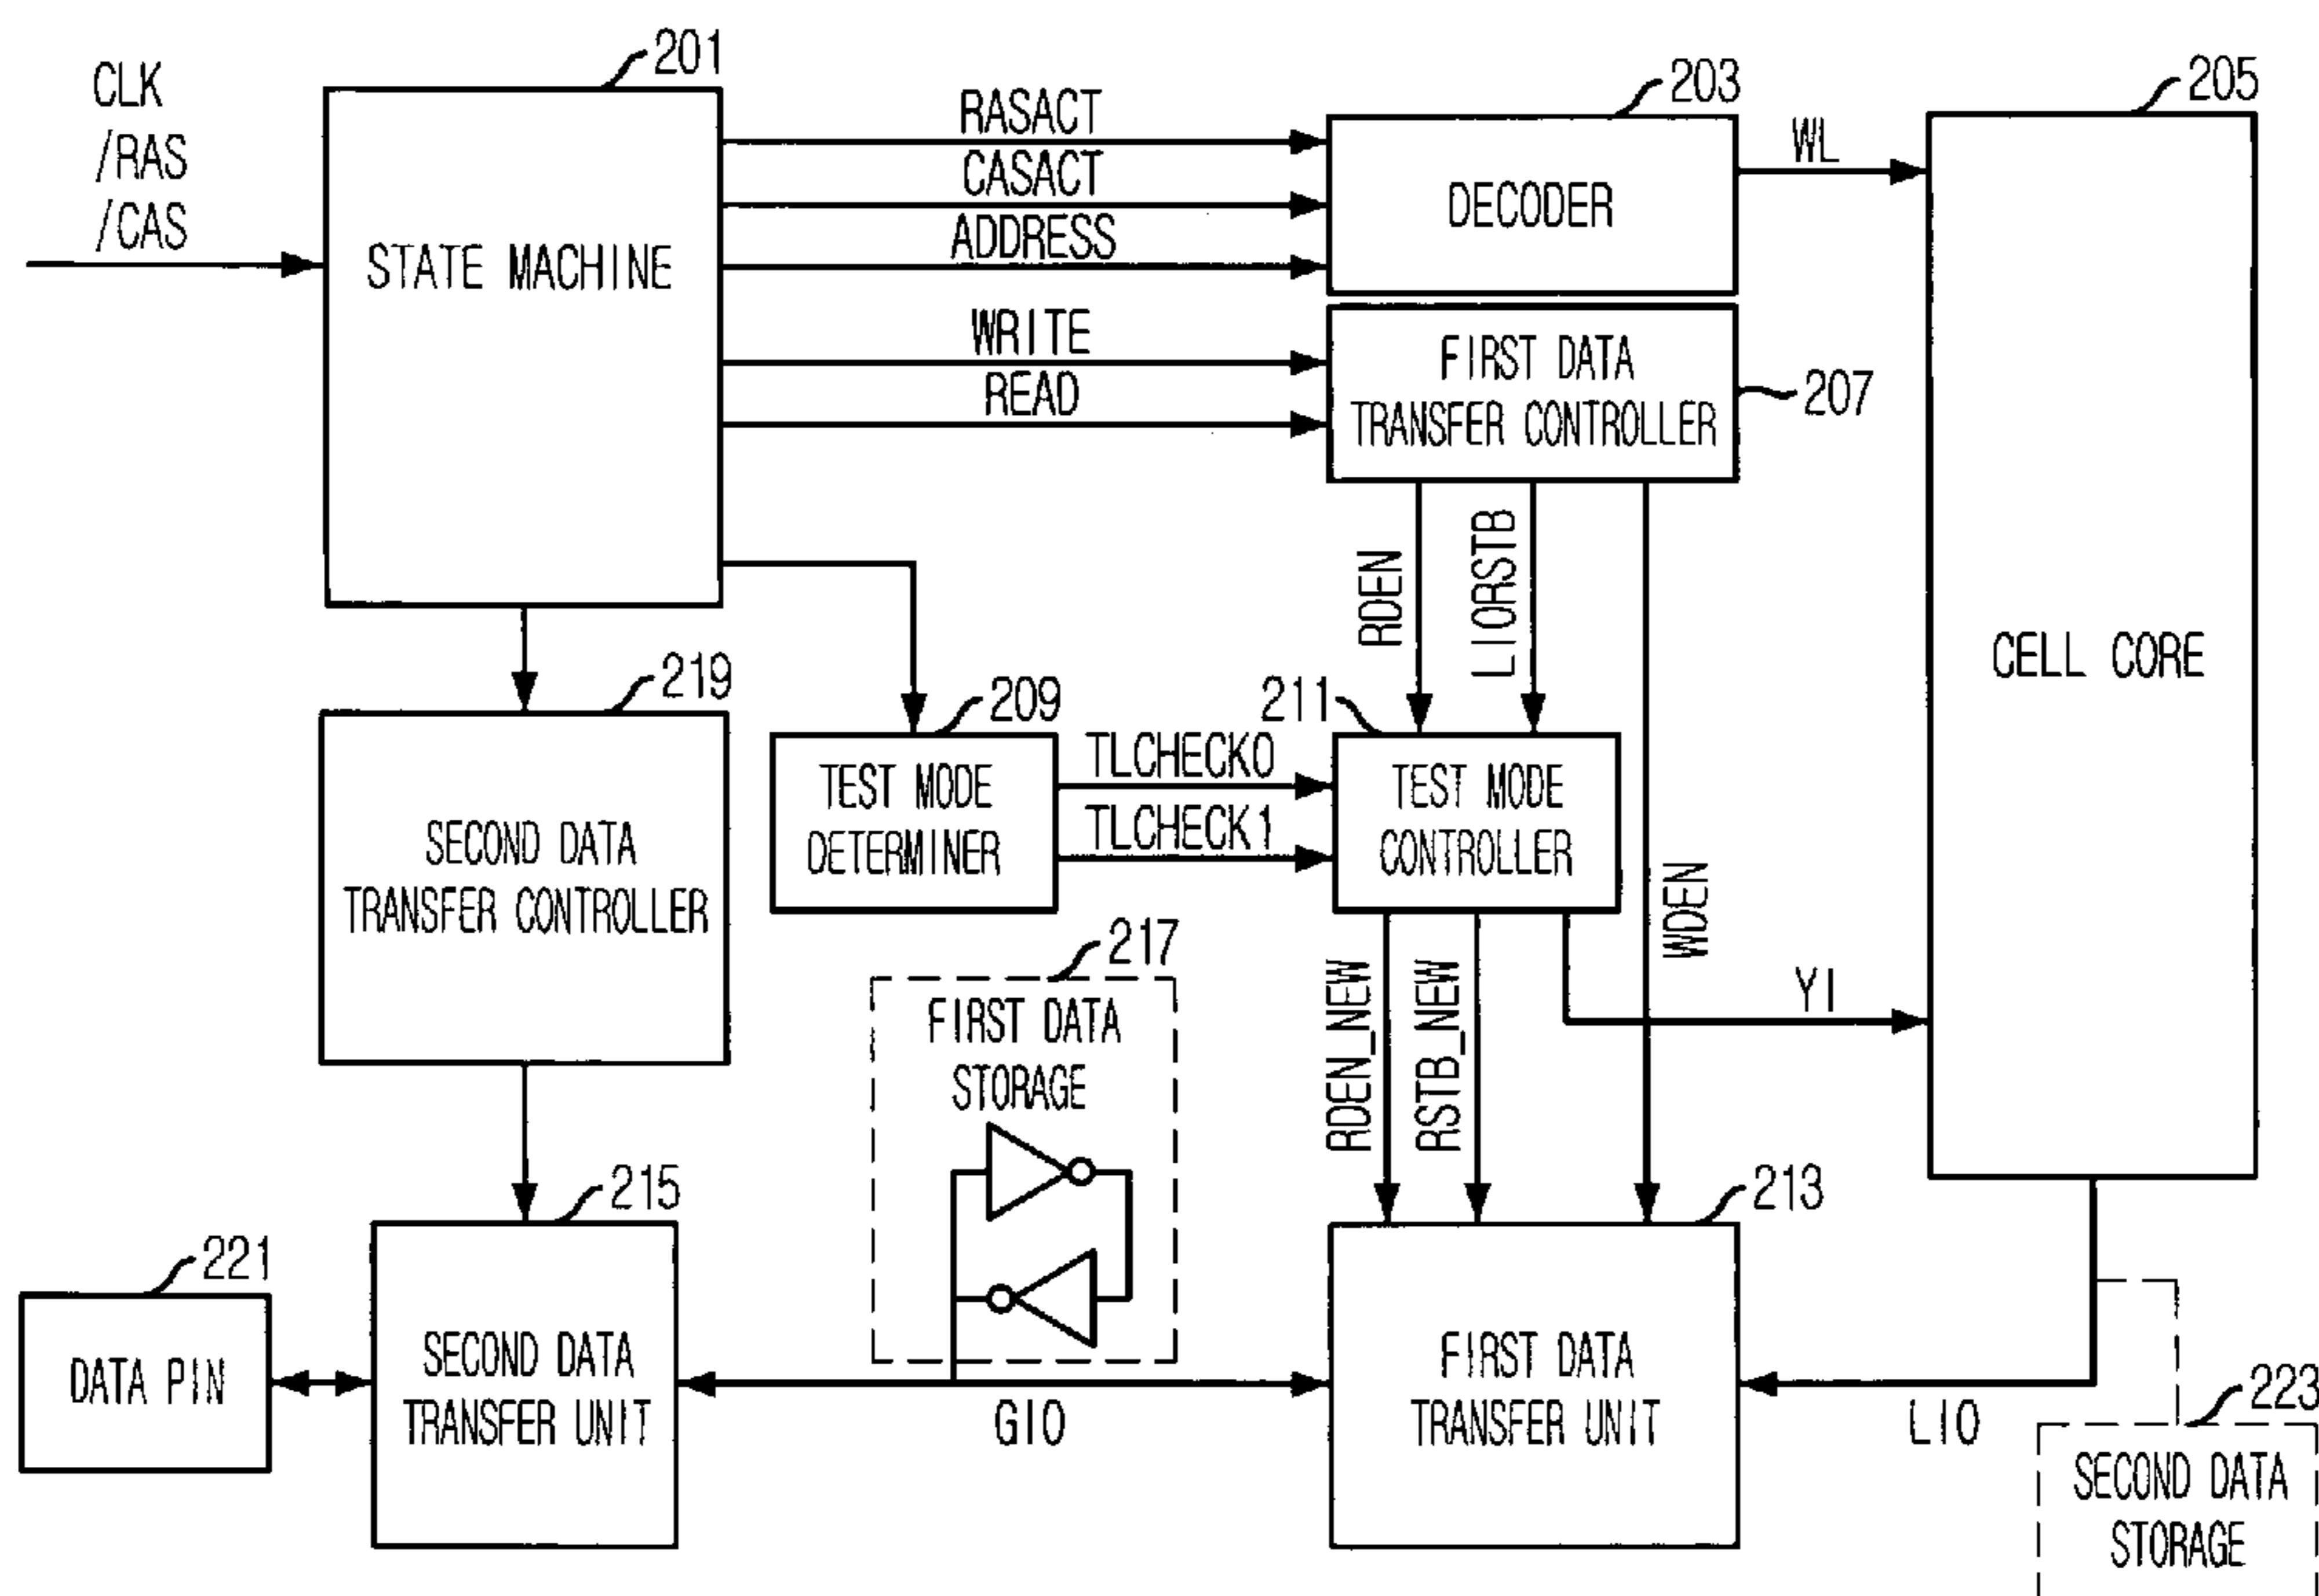 CLK
/RAS
/CAS
201
STATE MACHINE
RASACT
CASACT
ADDRESS
WRITE
READ
203
DECODER
WL
205
CELL CORE
FIRST DATA
TRANSFER CONTROLLER
207
RDEN
LIORSTB
WDEN
219
SECOND DATA
TRANSFER CONTROLLER
209
TEST MODE
DETERMINER
TLCHECK0
TLCHECK1
211
TEST MODE
CONTROLLER
RDEN_NEW
RSTB_NEW
YI
217
FIRST DATA
STORAGE
221
DATA PIN
215
SECOND DATA
TRANSFER UNIT
GIO
213
FIRST DATA
TRANSFER UNIT
LIO
223
SECOND DATA
STORAGE